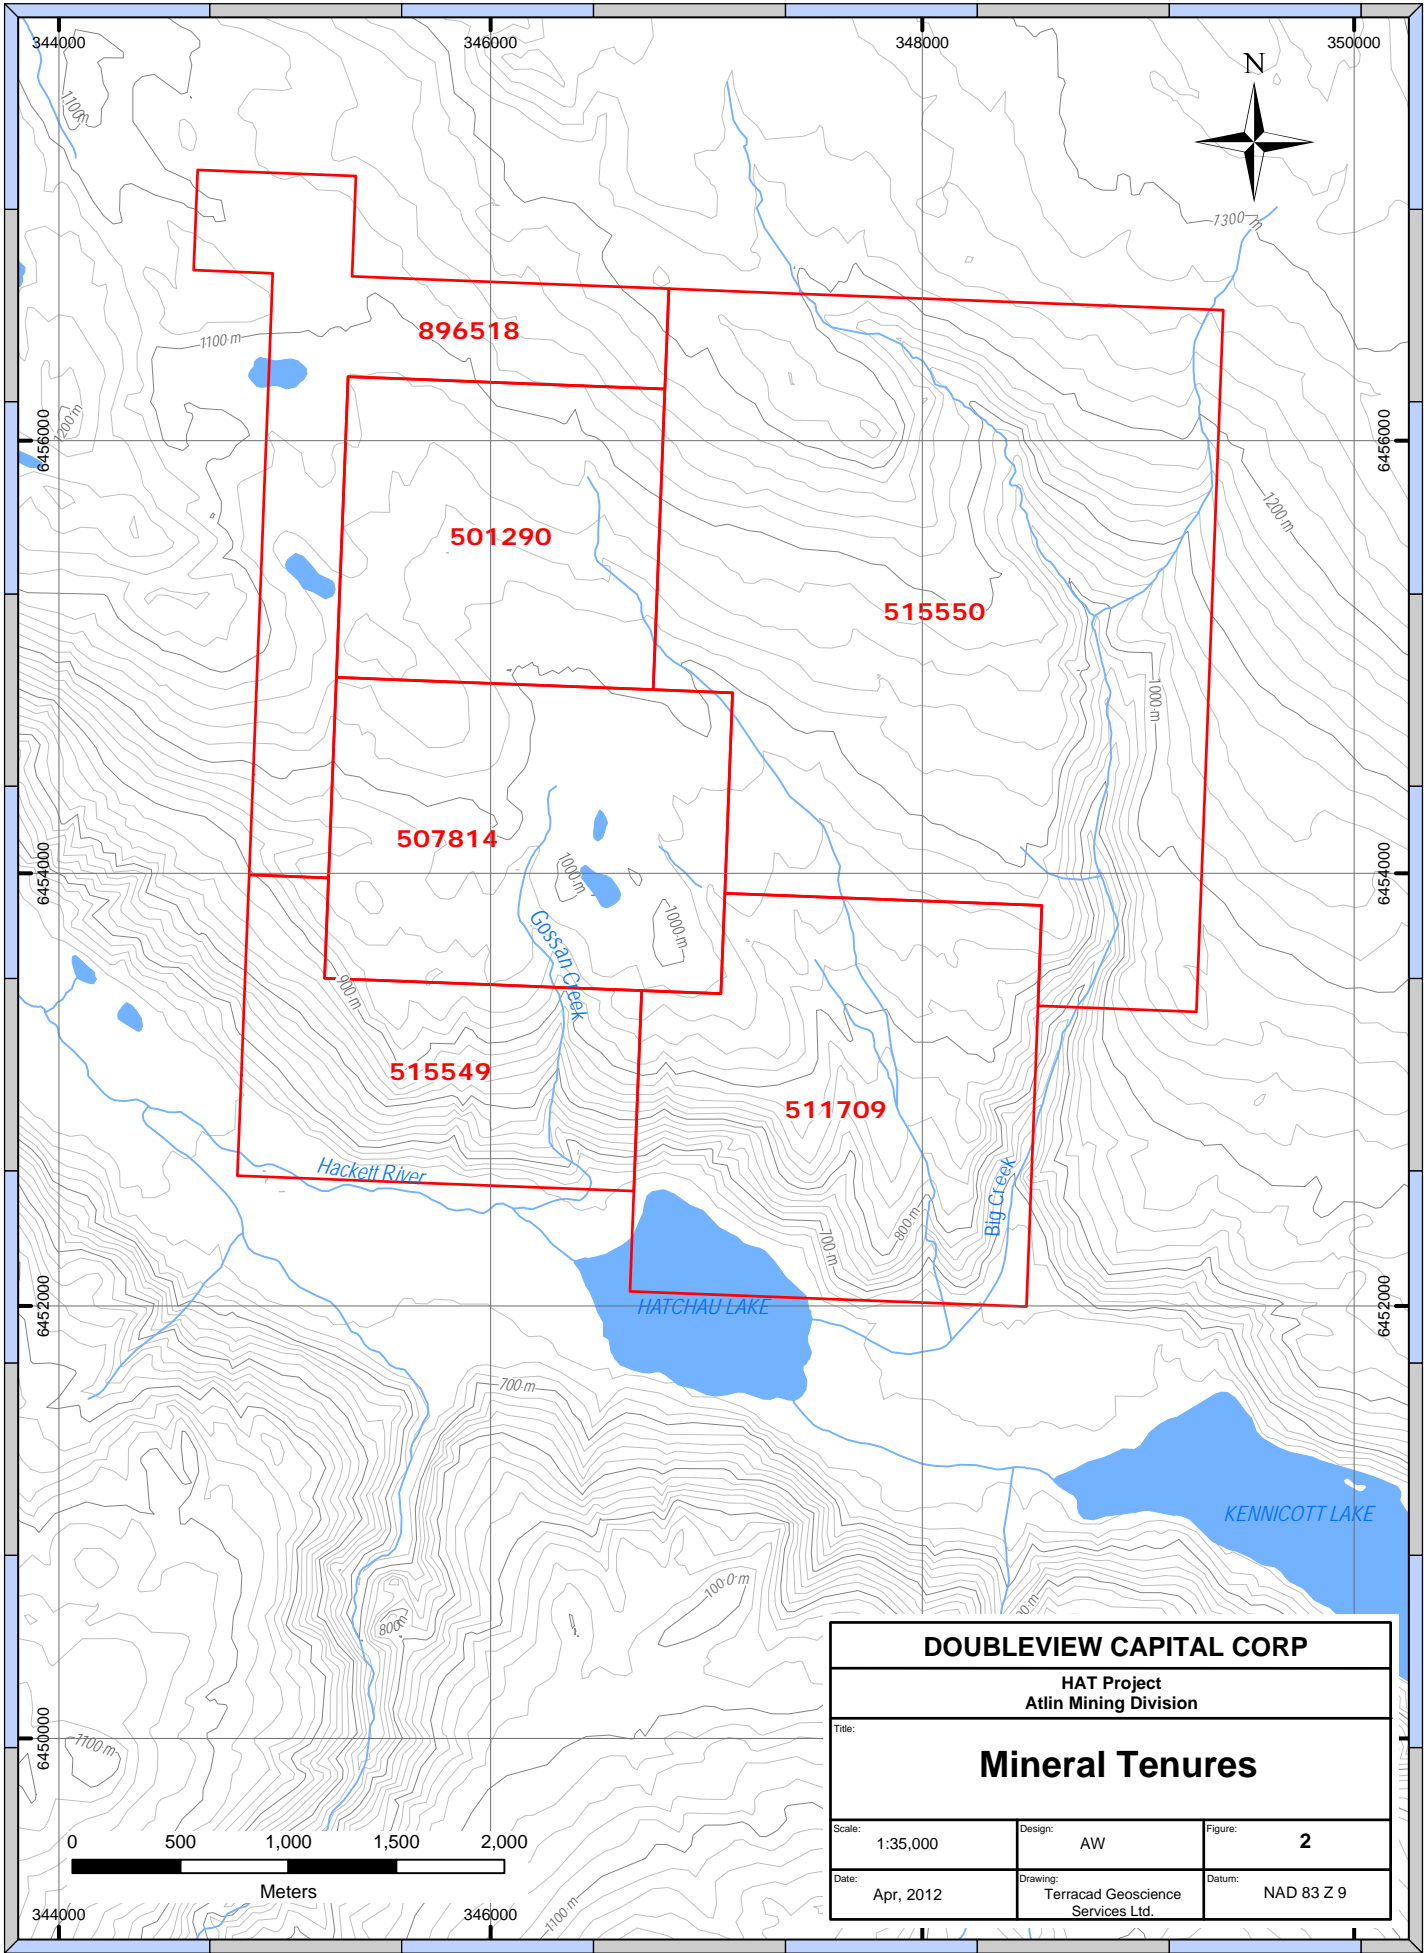 344000
346000
348000
350000
N
1100m
1300 m
896518
1100 m
1200 m
6456000
6456000
1200 m
501290
515550
1000 m
507814
6454000
6454000
1000 m
1000 m
Gossan Creek
900 m
515549
511709
Hackett River
Big Creek
800 m
700 m
6452000
HATCHAU LAKE
6452000
700 m
KENNICOTT LAKE
1000 m
800 m
6450000
1100 m
DOUBLEVIEW CAPITAL CORP
HAT Project
Atlin Mining Division
Title:
Mineral Tenures
Scale:
1:35,000
Design:
AW
Figure:
2
Date:
Apr, 2012
Drawing:
Terracad Geoscience
Services Ltd.
Datum:
NAD 83 Z 9
0 500 1,000 1,500 2,000
Meters
1100 m
344000
346000